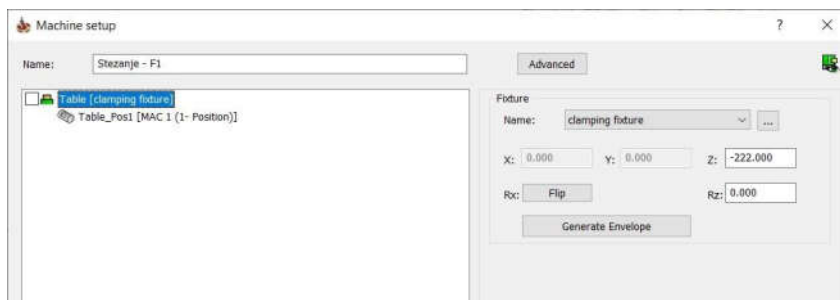 Machine setup
Name: Stezanje - F1 Advanced
Table [clamping fixture]
Table_Pos1 [MAC 1 (1- Position)]
Fixture
Name: clamping fixture ...
X: 0.000 Y: 0.000 Z: -222.000
Rx: Flip Rz: 0.000
Generate Envelope